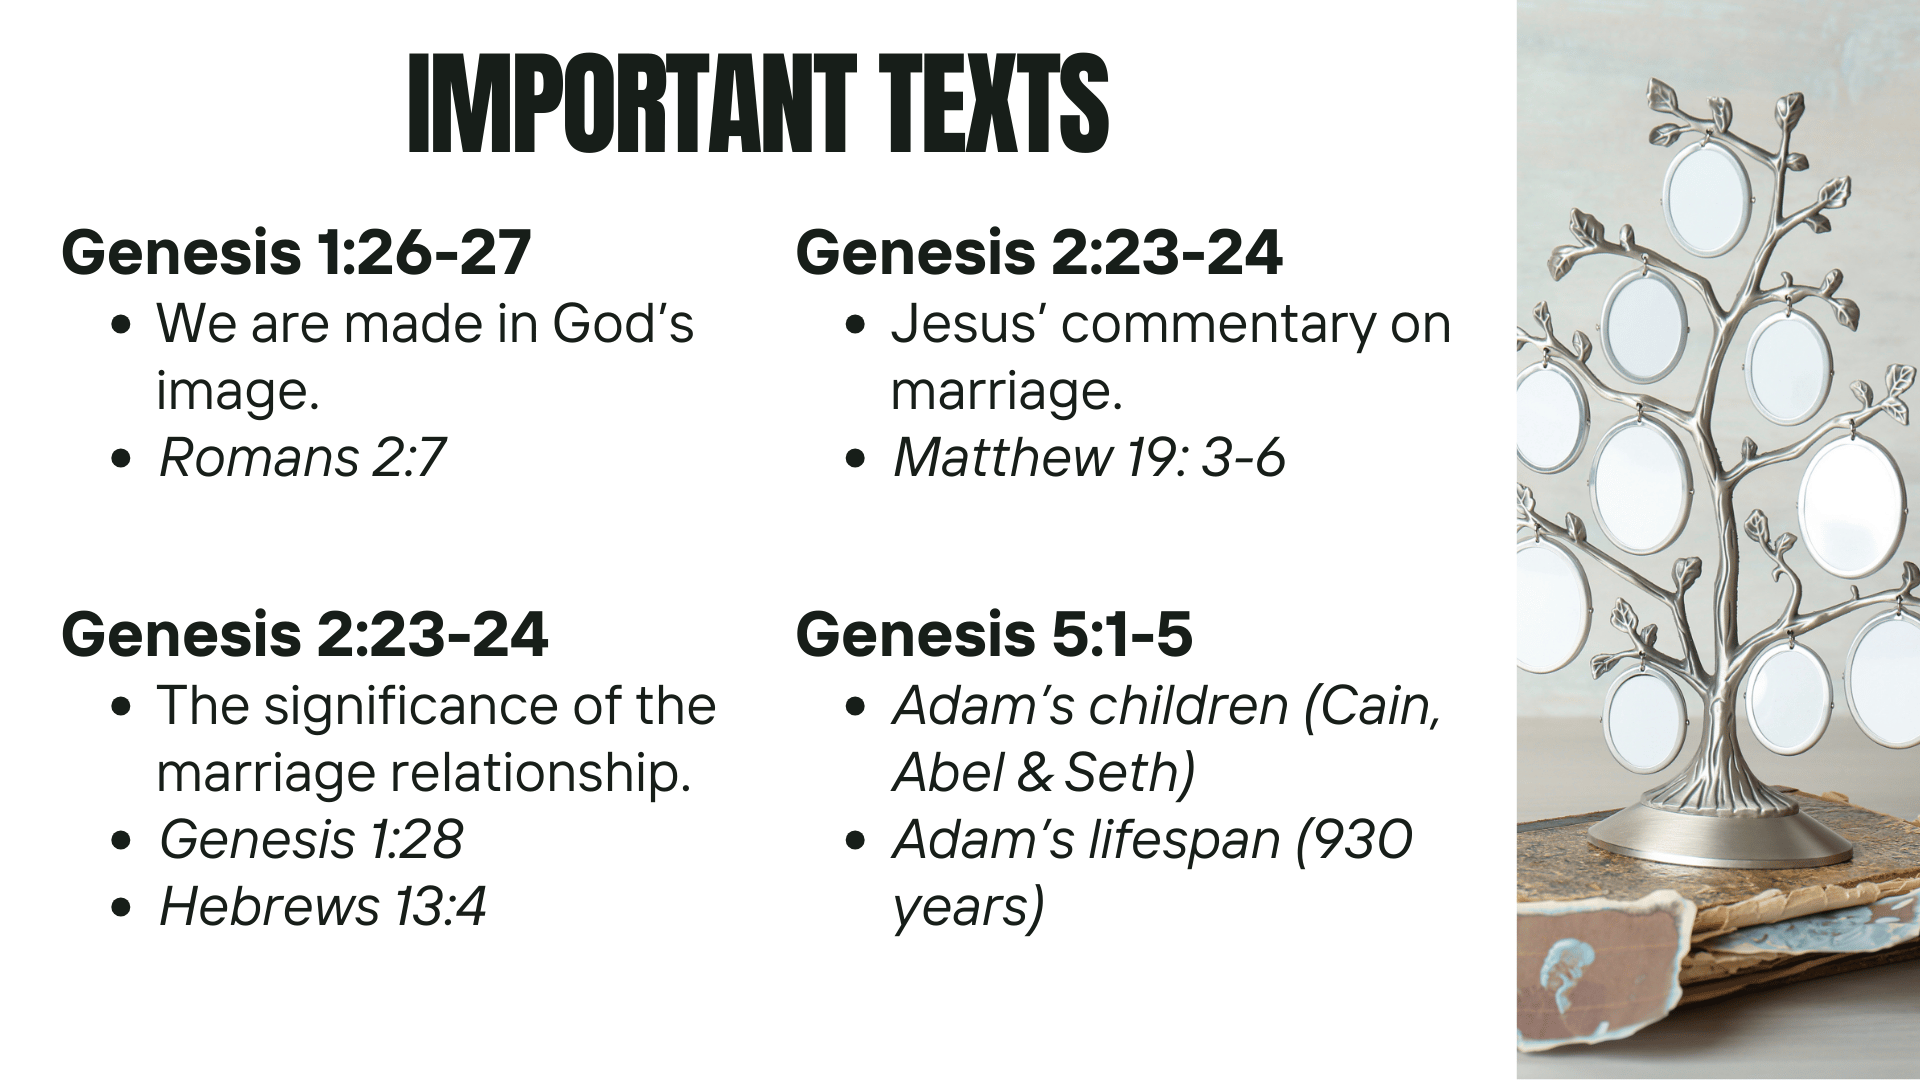 IMPORTANT TEXTS
Genesis 1:26-27
• We are made in God’s
image.
• Romans 2:7
Genesis 2:23-24
• The significance of the
marriage relationship.
• Genesis 1:28
• Hebrews 13:4
Genesis 2:23-24
• Jesus’ commentary on
marriage.
• Matthew 19: 3-6
Genesis 5:1-5
• Adam’s children (Cain,
Abel & Seth)
• Adam’s lifespan (930
years)